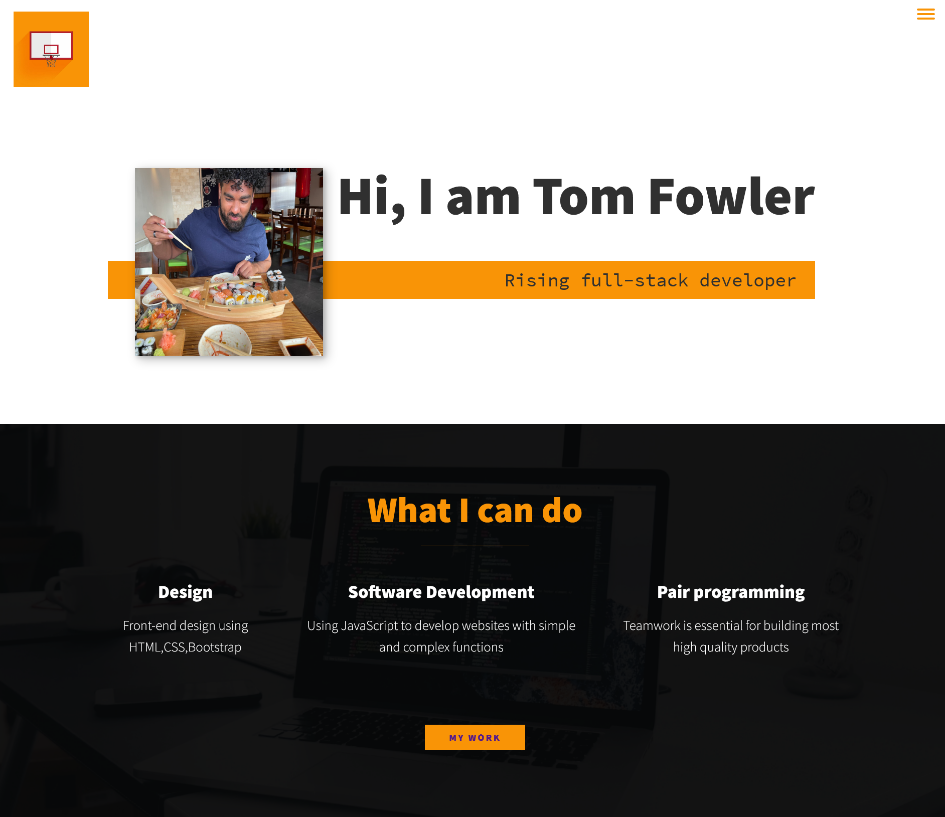 Hi, I am Tom Fowler
Rising full-stack developer
What I can do
Design
Front-end design using
HTML,CSS,Bootstrap
Software Development
Using JavaScript to develop websites with simple
and complex functions
Pair programming
Teamwork is essential for building most
high quality products
MY WORK